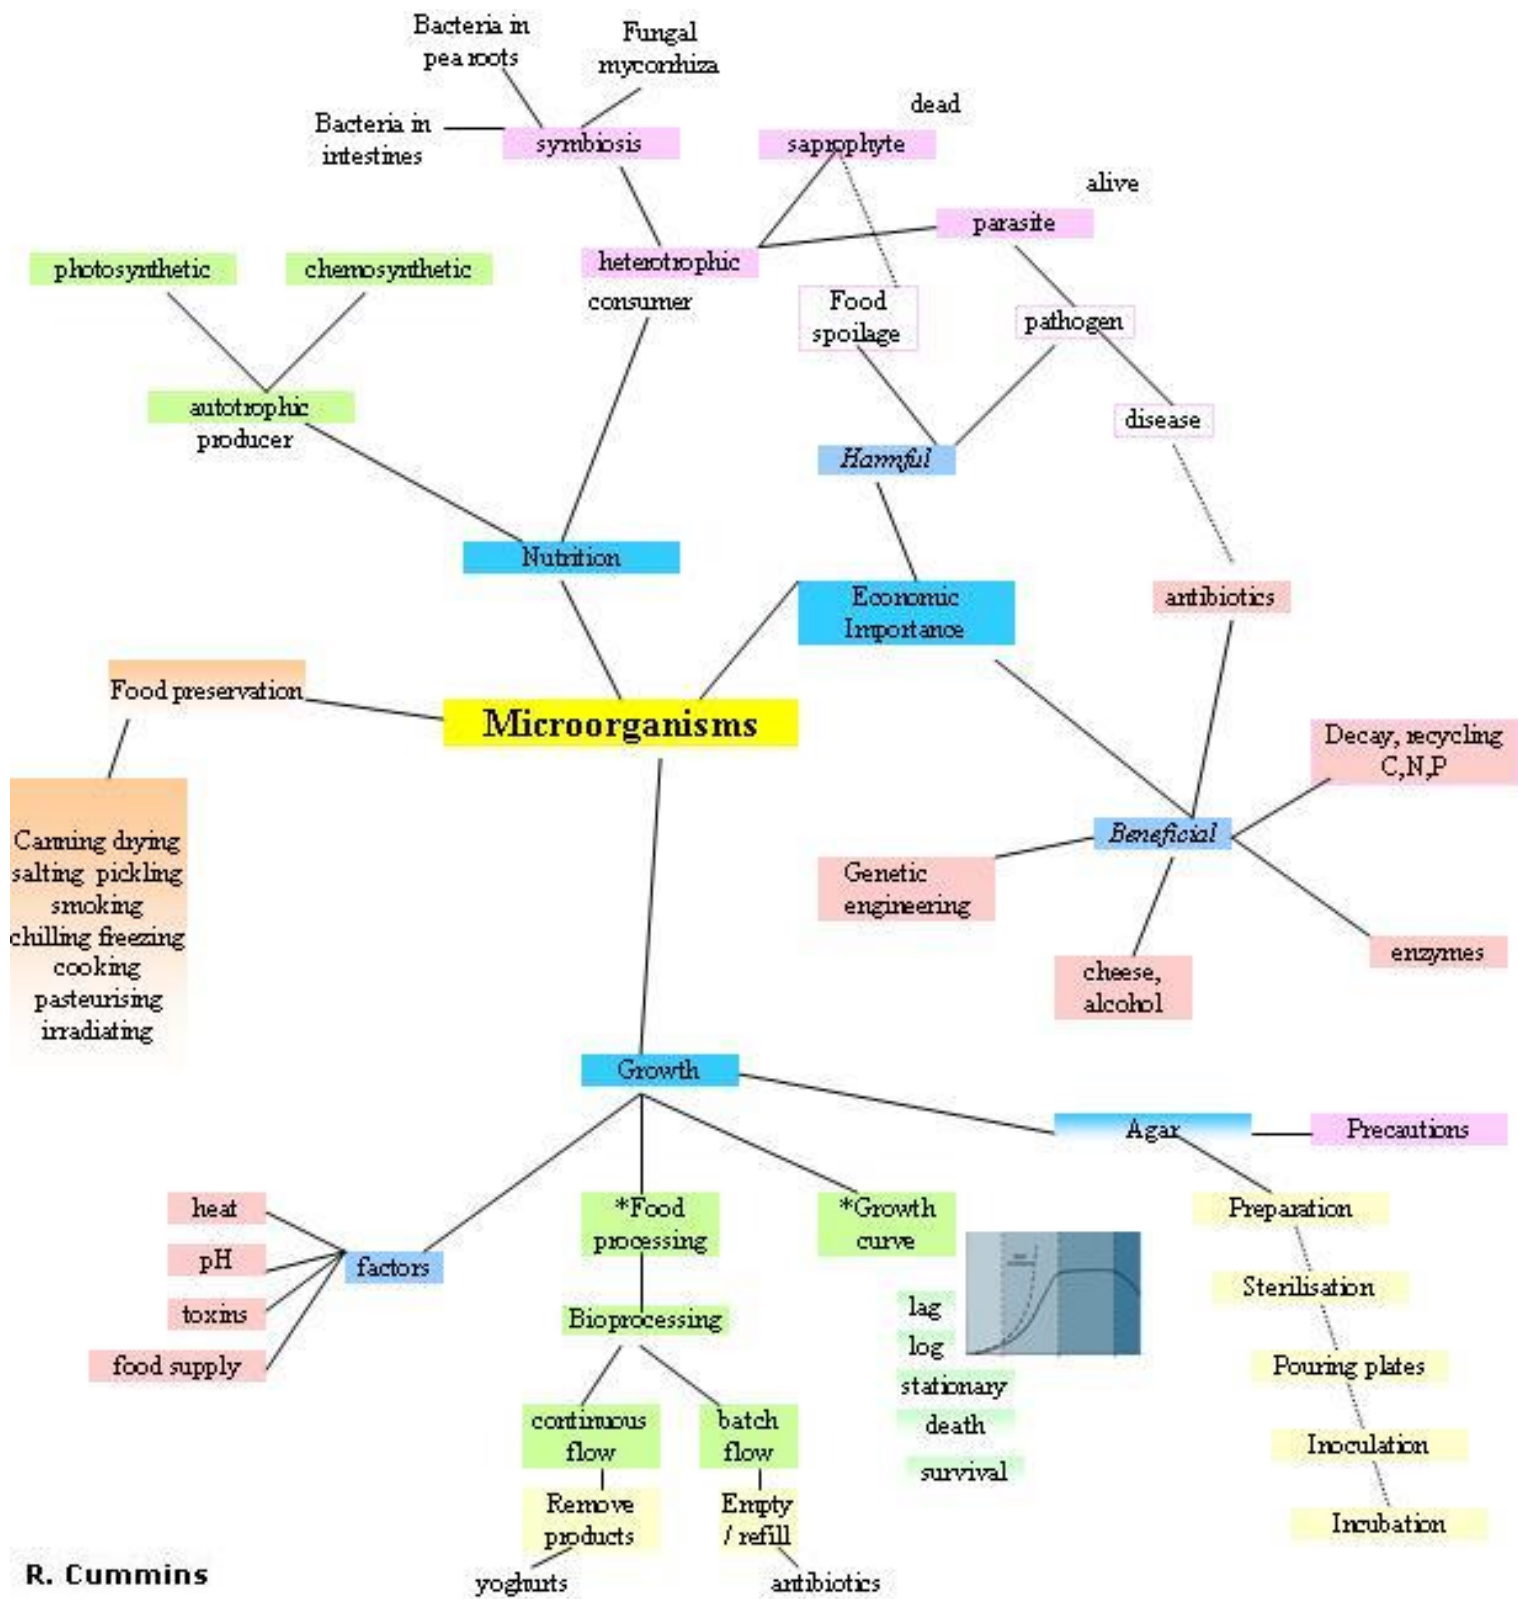 Bacteria in
pea roots
Fungal
mycorrhiza
Bacteria in
intestines
symbiosis
dead
saprophyte
alive
parasite
photosynthetic
chemosynthetic
heterotrophic
consumer
Food
spoilage
pathogen
autotrophic
producer
disease
Harmful
Nutrition
Economic
Importance
antibiotics
Food preservation
Microorganisms
Decay, recycling
C,N,P
Canning drying
salting pickling
smoking
chilling freezing
cooking
pasteurising
irradiating
Beneficial
Genetic
engineering
enzymes
cheese,
alcohol
Growth
Agar
Precautions
heat
pH
toxins
food supply
factors
*Food
processing
*Growth
curve
Preparation
Sterilisation
Pouring plates
Inoculation
Incubation
Bioprocessing
lag
log
stationary
death
survival
continuous
flow
batch
flow
Remove
products
Empty
/ refill
yoghurts
antibiotics
R. Cummins